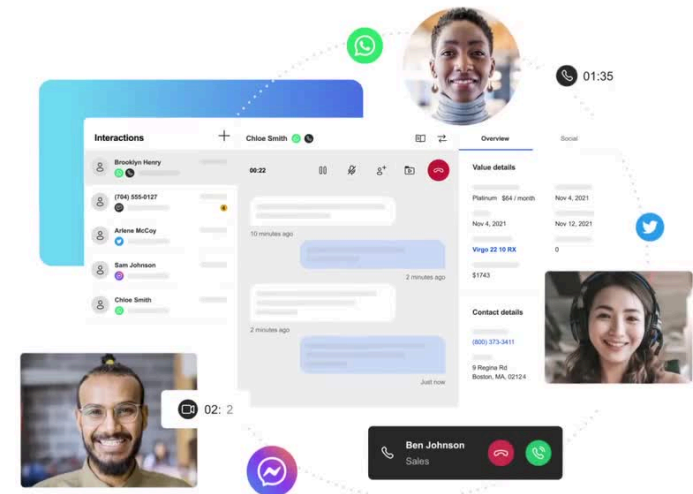 01:35
Interactions
Chloe Smith
Overview
Social
Brooklyn Henry
00:22
Value details
(704) 555-0127
Platinum $64 / month
Nov 4, 2021
10 minutes ago
Nov 4, 2021
Nov 12, 2021
Arlene McCoy
Virgo 22 10 RX
0
Sam Johnson
2 minutes ago
$1743
Chloe Smith
Contact details
2 minutes ago
(800) 373-3411
9 Regina Rd
Boston, MA, 02124
Just now
02: 2
Ben Johnson
Sales